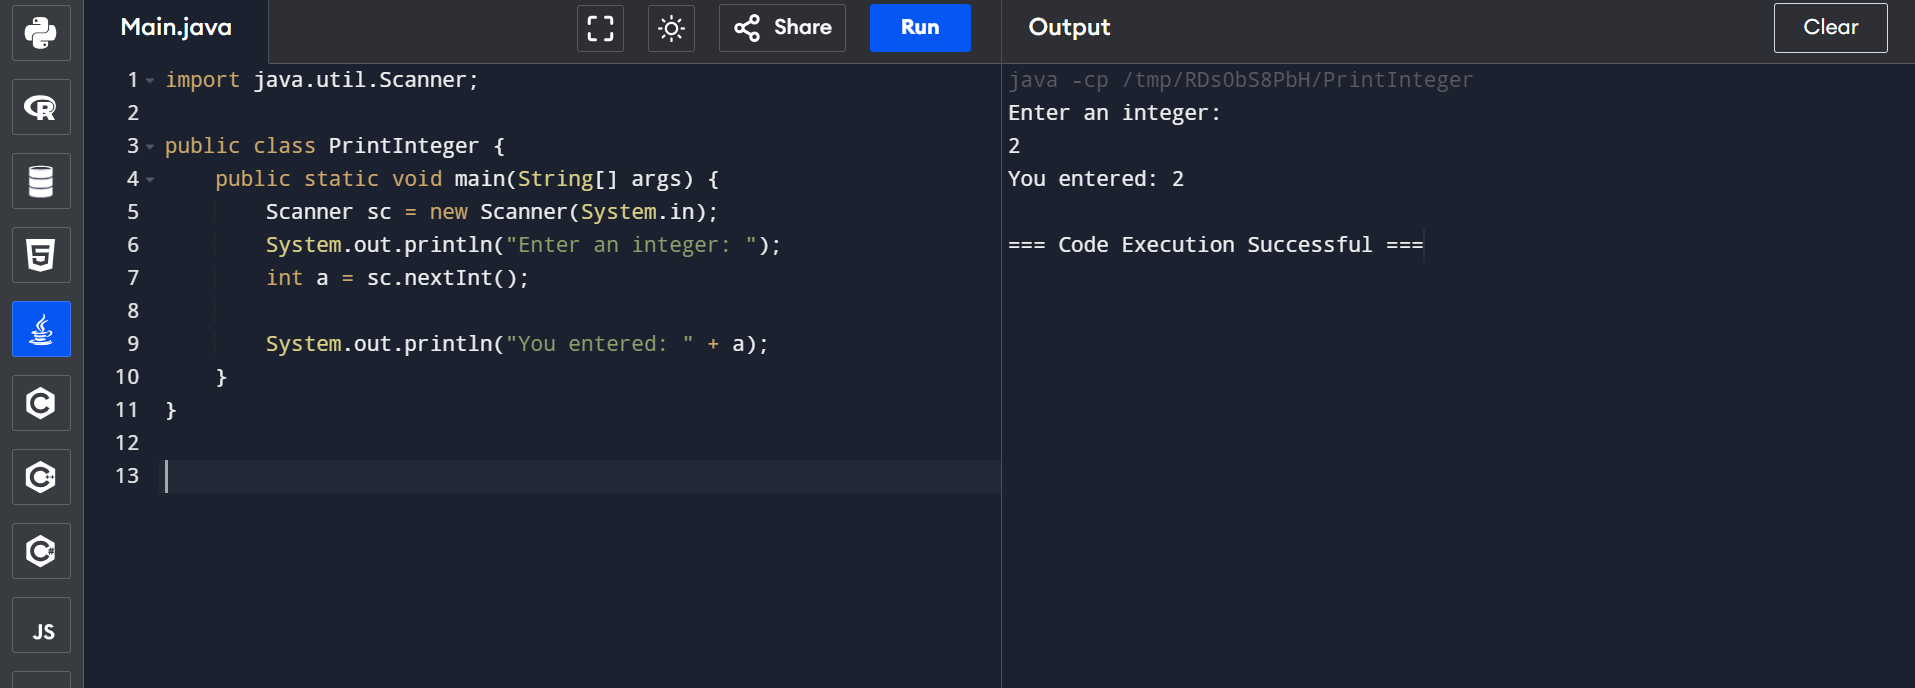 Main.java
Share
Run
Output
Clear
1 import java.util.Scanner;
2
3 public class PrintInteger {
4     public static void main(String[] args) {
5         Scanner sc = new Scanner(System.in);
6         System.out.println("Enter an integer: ");
7         int a = sc.nextInt();
8
9         System.out.println("You entered: " + a);
10     }
11 }
12
13
java -cp /tmp/RDsObS8PbH/PrintInteger
Enter an integer:
2
You entered: 2
=== Code Execution Successful ===
R
5
C
C++
C#
JS